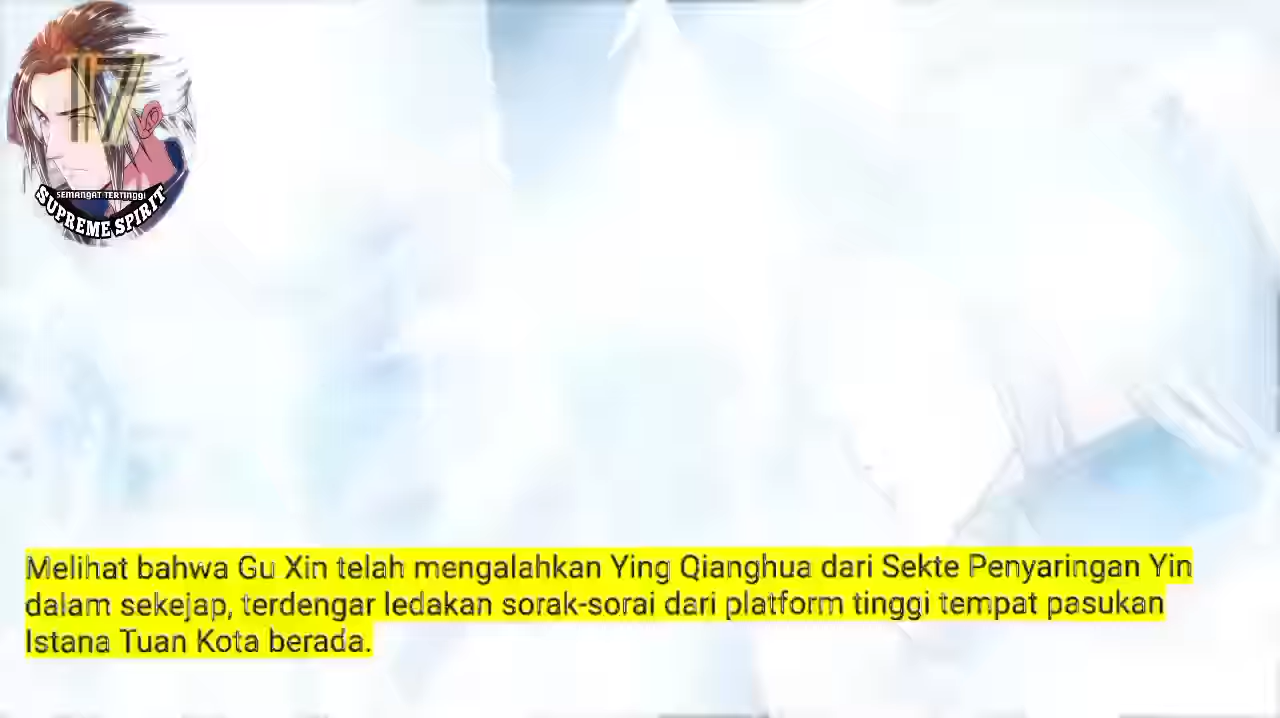 17
SEMANGAT TERTINGGI
SUPREME SPIRIT
Melihat bahwa Gu Xin telah mengalahkan Ying Qianghua dari Sekte Penyaringan Yin
dalam sekejap, terdengar ledakan sorak-sorai dari platform tinggi tempat pasukan
Istana Tuan Kota berada.